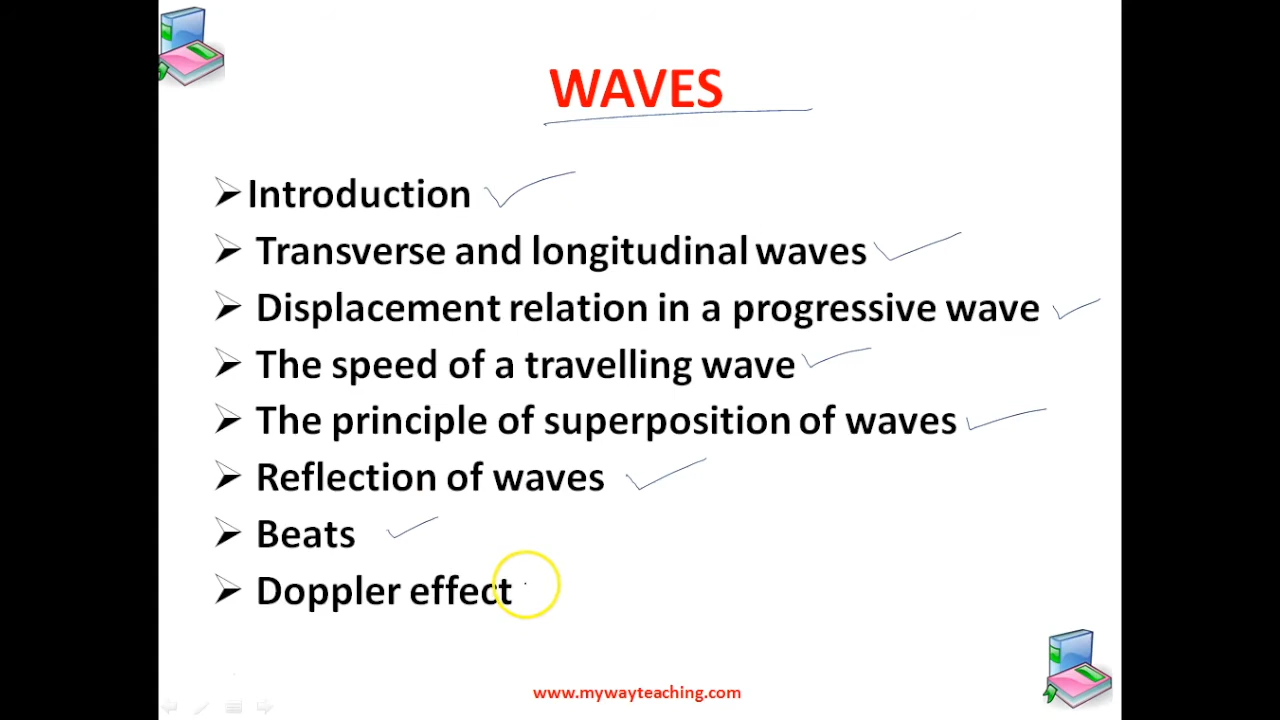 WAVES
Introduction
Transverse and longitudinal waves
Displacement relation in a progressive wave
The speed of a travelling wave
The principle of superposition of waves
Reflection of waves
Beats
Doppler effect
www.mywayteaching.com